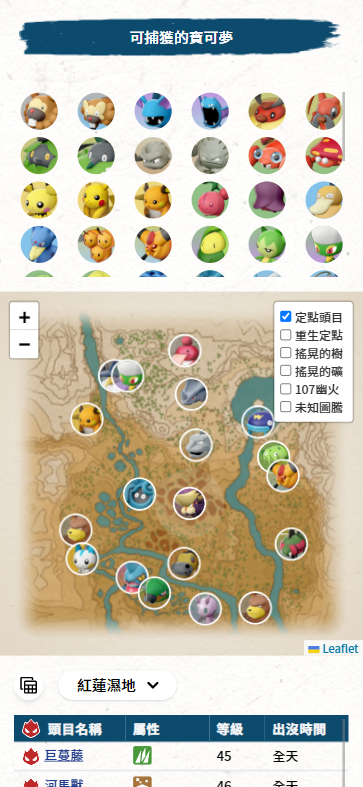 可捕獲的寶可夢
+
−
定點頭目
重生定點
搖晃的樹
搖晃的礦
107幽火
未知圖騰
Leaflet
紅蓮濕地
頭目名稱 屬性 等級 出沒時間
巨蔓藤 45 全天
河馬獸 46 全天